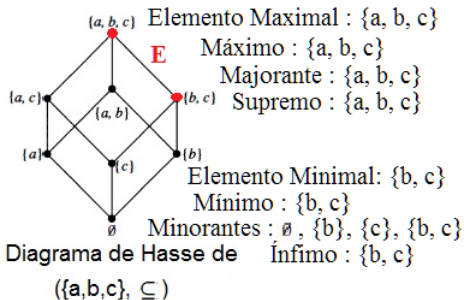 {a, b, c}
E
{a, c}
{a, b}
{b, c}
{a}
{c}
{b}
∅
Diagrama de Hasse de
({a,b,c}, ⊆ )
Elemento Maximal : {a, b, c}
Máximo : {a, b, c}
Majorante : {a, b, c}
Supremo : {a, b, c}
Elemento Minimal: {b, c}
Mínimo : {b, c}
Minorantes : ∅ , {b}, {c}, {b, c}
Ínfimo : {b, c}